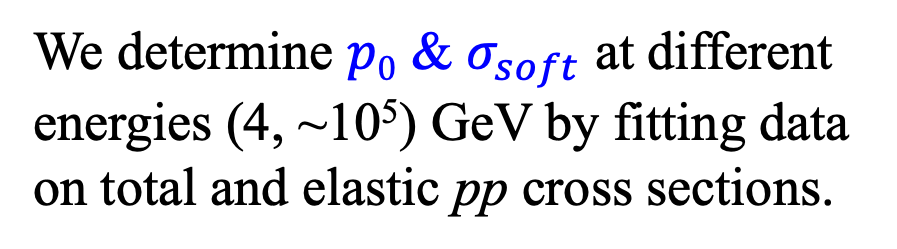 We determine p₀ & σ_soft at different
energies (4, ~10⁵) GeV by fitting data
on total and elastic pp cross sections.